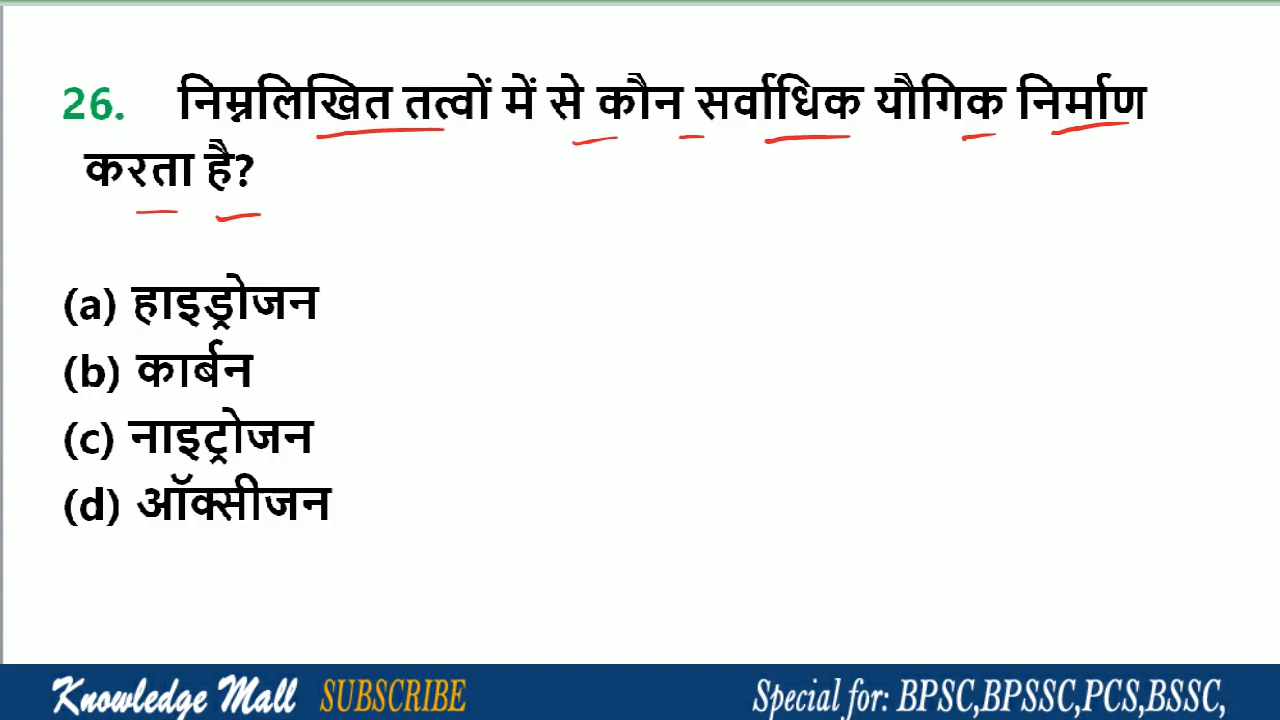 26. निम्नलिखित तत्वों में से कौन सर्वाधिक यौगिक निर्माण
करता है?
(a) हाइड्रोजन
(b) कार्बन
(c) नाइट्रोजन
(d) ऑक्सीजन
Knowledge Mall SUBSCRIBE Special for: BPSC,BPSSC,PCS,BSSC,